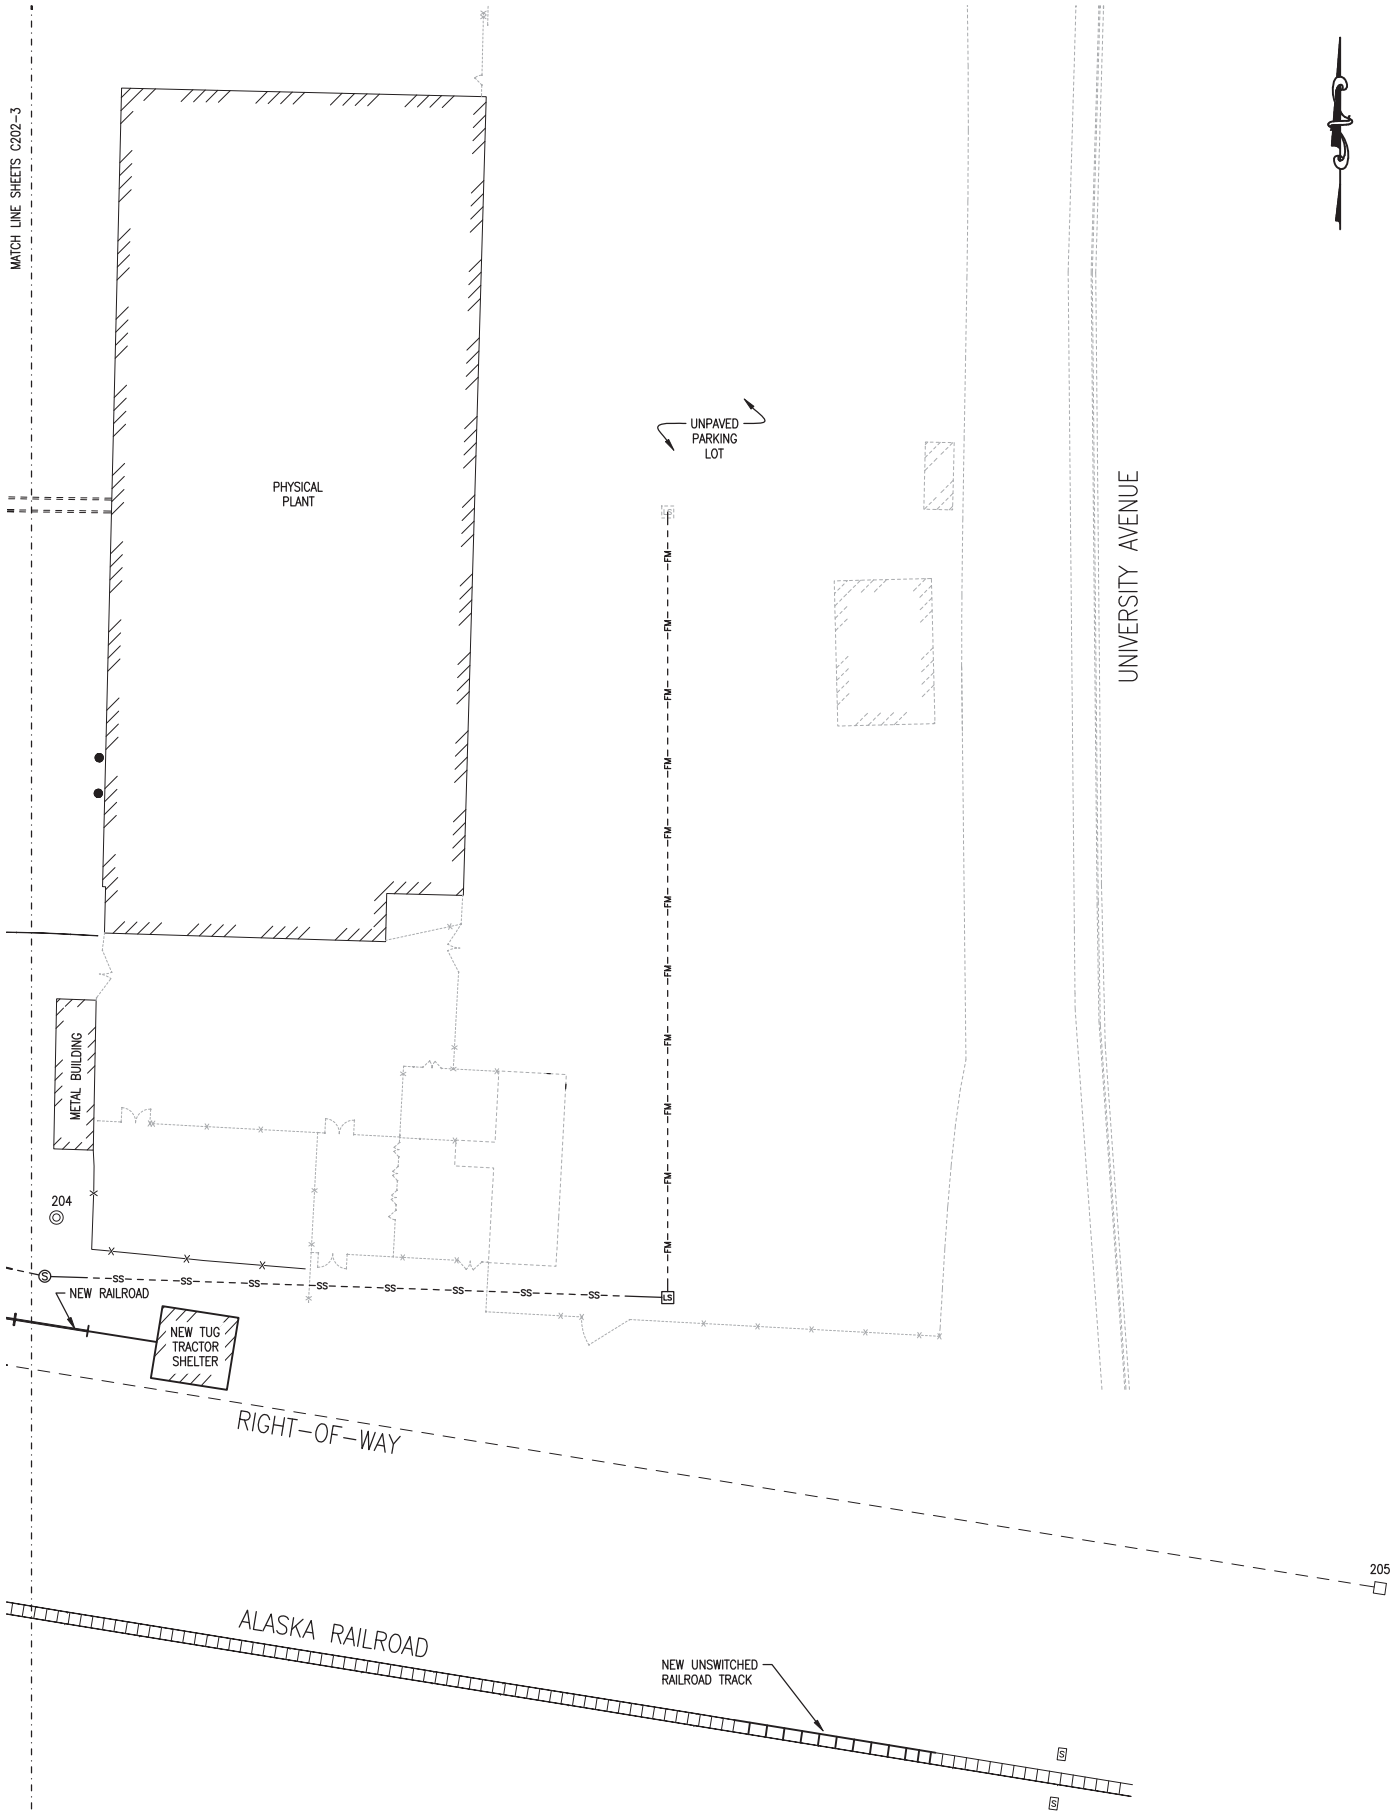 MATCH LINE SHEETS C202-3
UNPAVED
PARKING
LOT
PHYSICAL
PLANT
UNIVERSITY AVENUE
FM
FM
FM
FM
FM
FM
FM
FM
FM
FM
FM
METAL BUILDING
204
S
SS
SS
SS
SS
SS
SS
SS
SS
LS
NEW RAILROAD
NEW TUG
TRACTOR
SHELTER
RIGHT-OF-WAY
205
ALASKA RAILROAD
NEW UNSWITCHED
RAILROAD TRACK
S
S